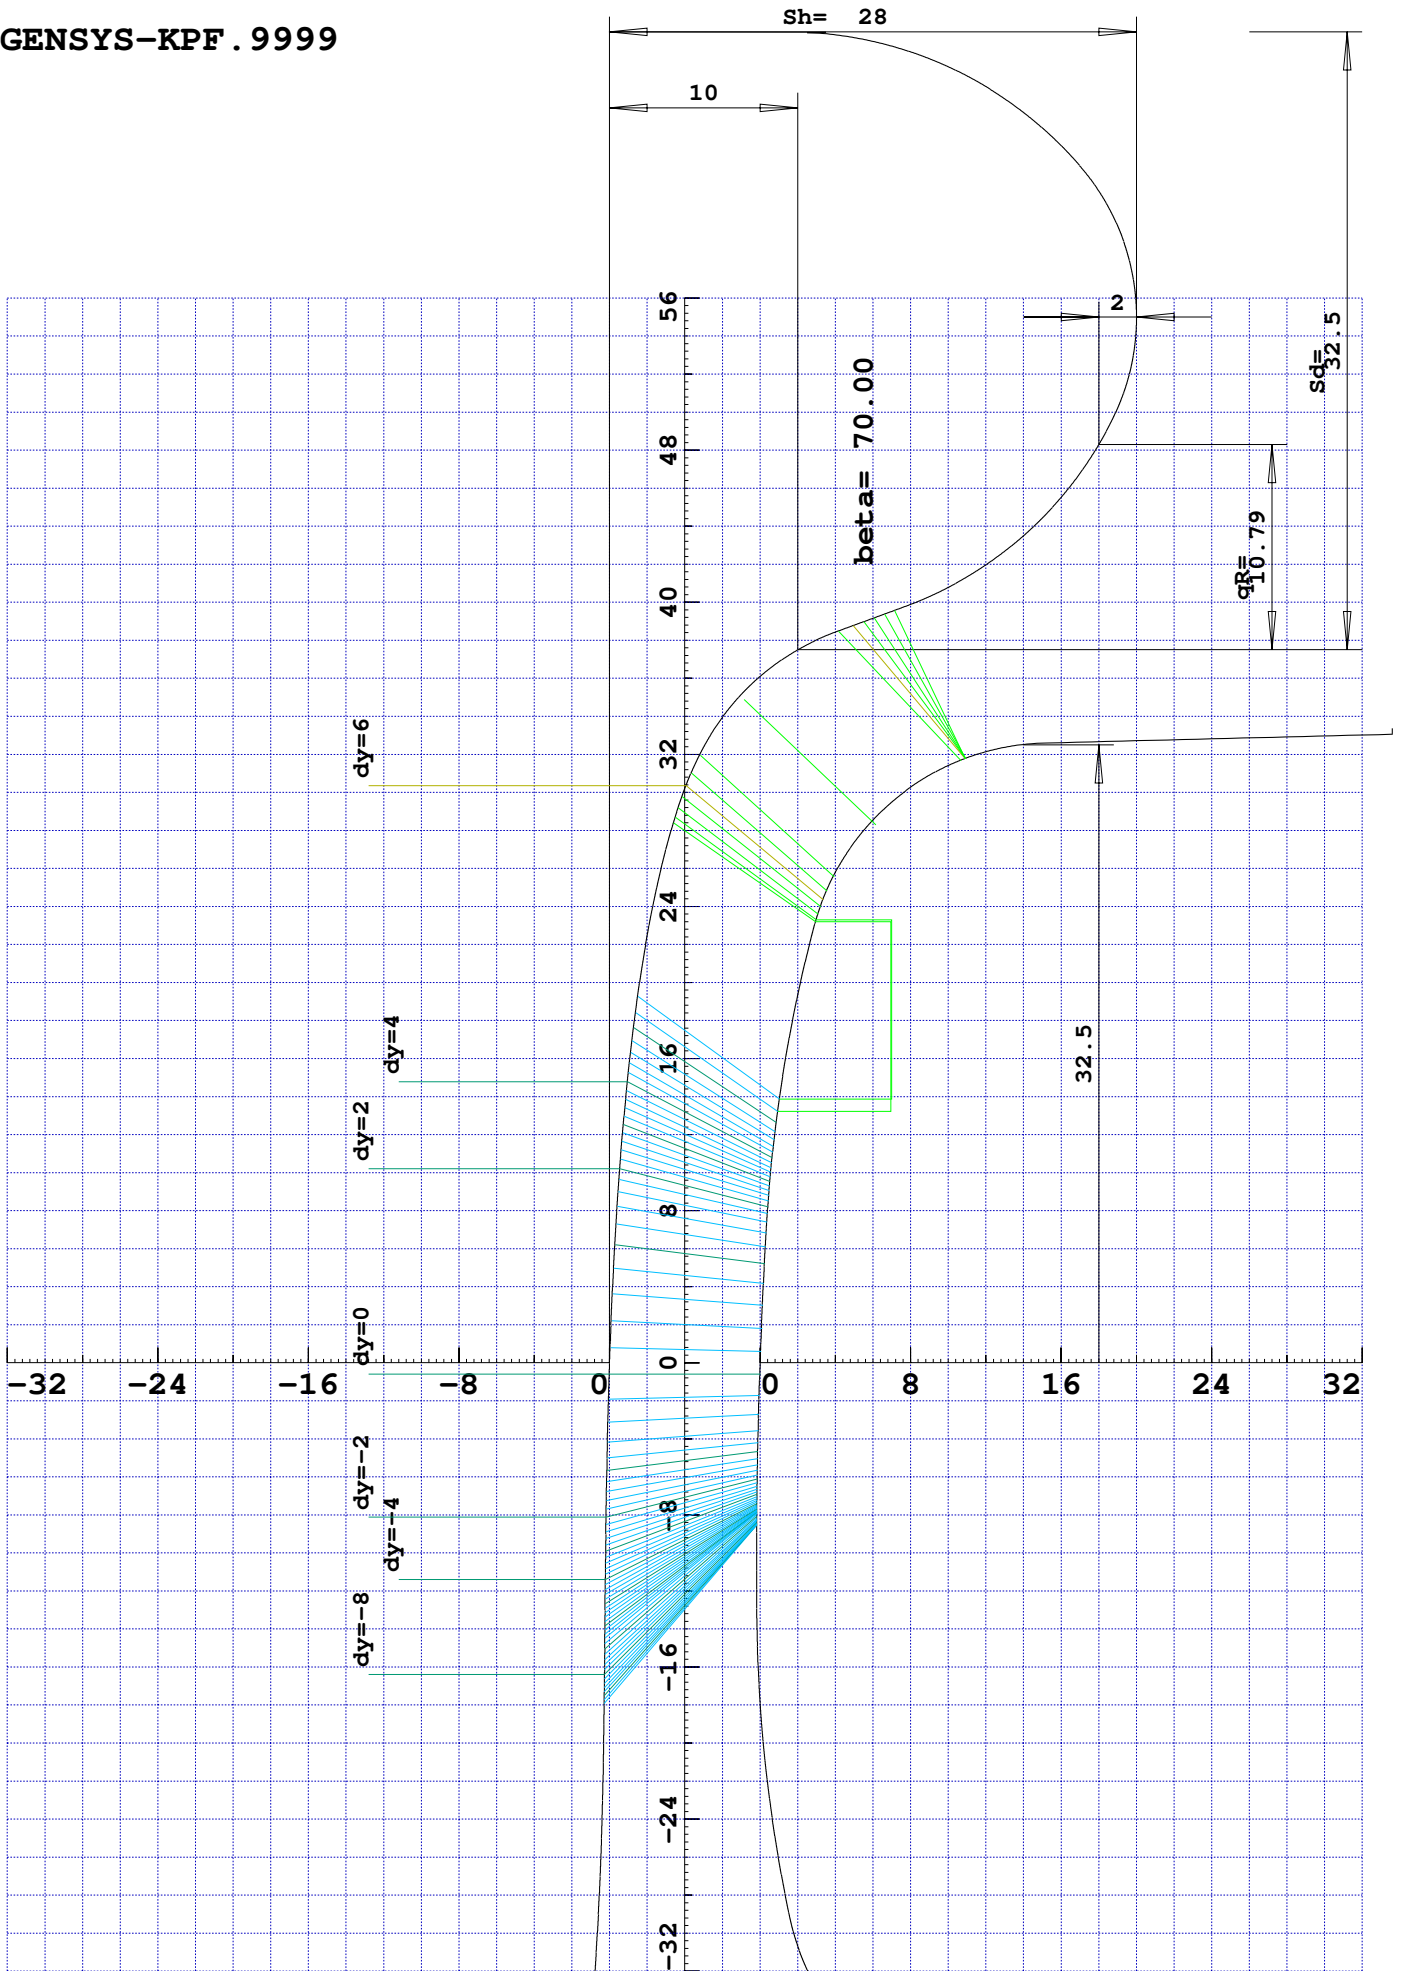 GENSYS-KPF.9999
Sh= 28
10
2
Sd=
32.5
beta= 70.00
qR=
10.79
32.5
dy=6
dy=4
dy=2
dy=0
dy=-2
dy=-4
dy=-8
56
48
40
32
24
16
8
0
-8
-16
-24
-32
-32 -24 -16 -8 0 0 8 16 24 32